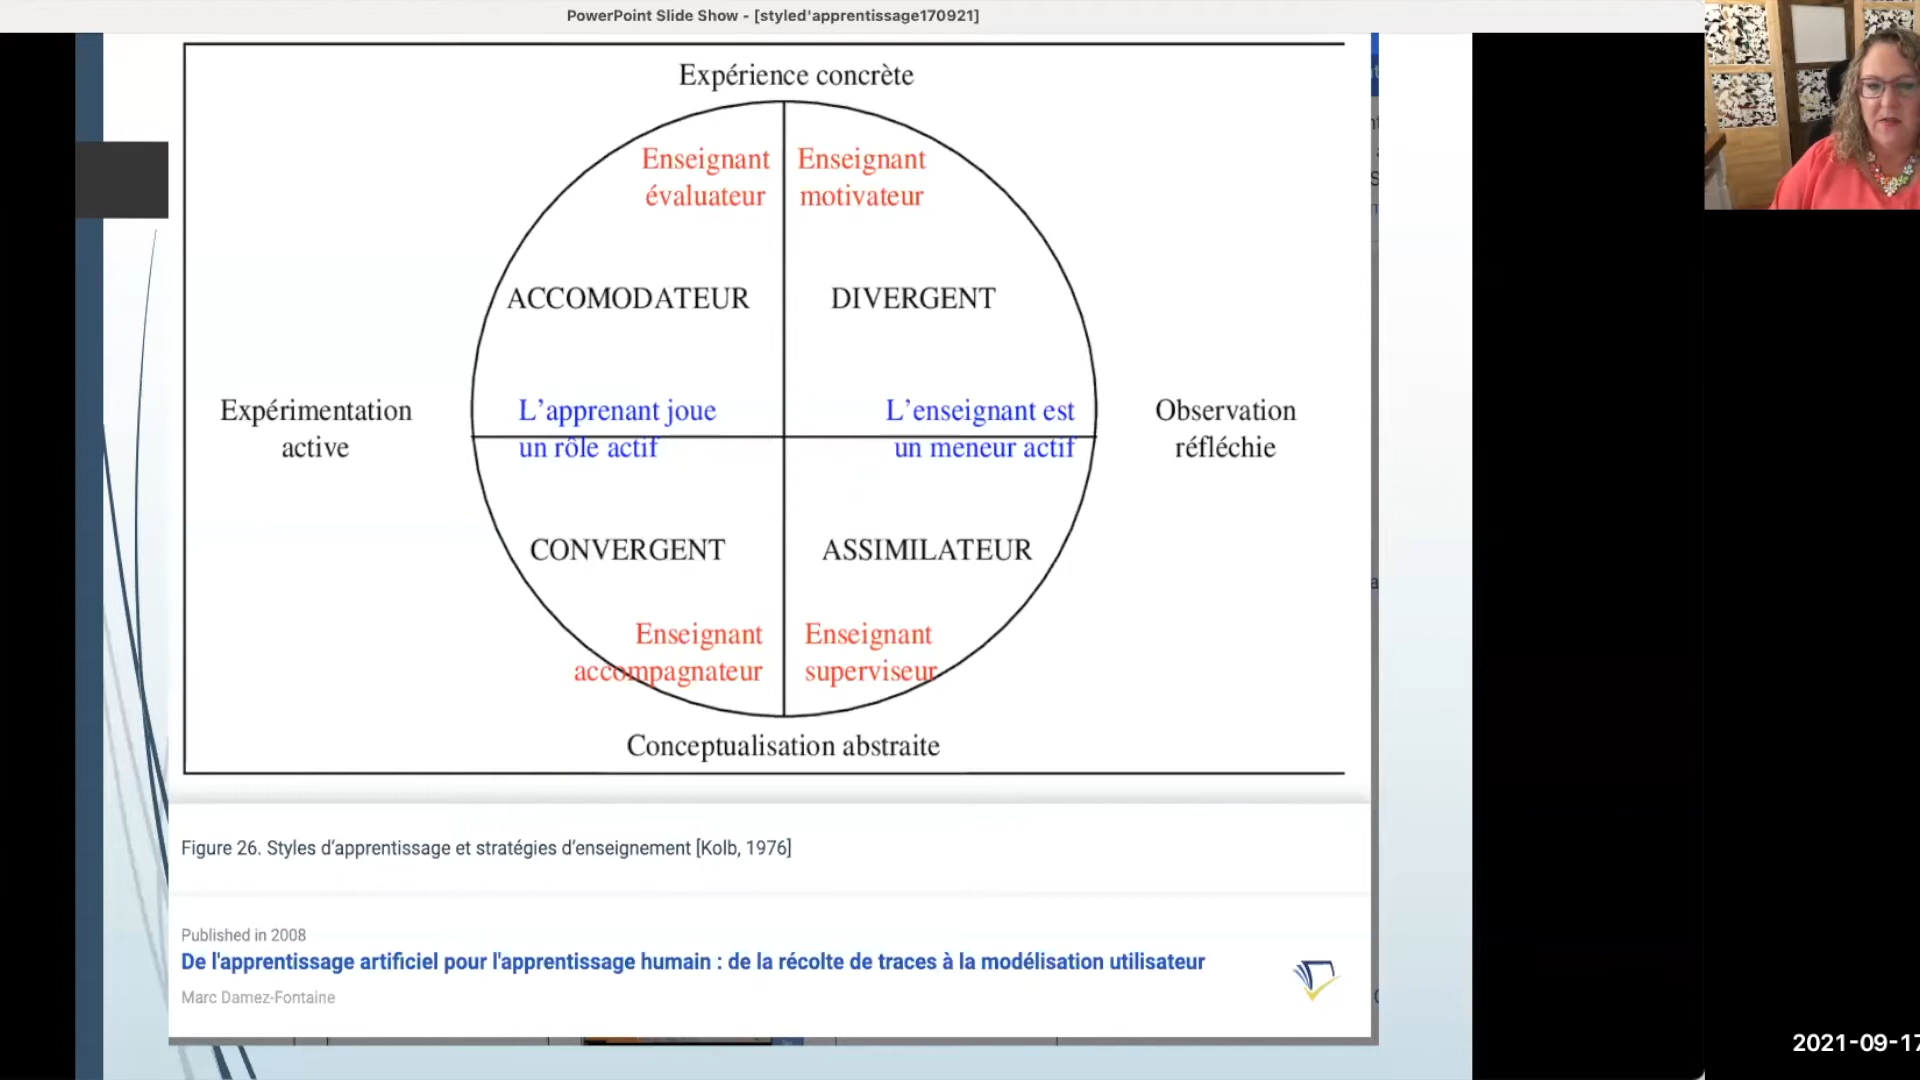 PowerPoint Slide Show - [styled'apprentissage170921]
Expérience concrète
Enseignant
évaluateur
Enseignant
motivateur
ACCOMODATEUR
DIVERGENT
Expérimentation
active
L’apprenant joue
un rôle actif
L’enseignant est
un meneur actif
Observation
réfléchie
CONVERGENT
ASSIMILATEUR
Enseignant
accompagnateur
Enseignant
superviseur
Conceptualisation abstraite
Figure 26. Styles d’apprentissage et stratégies d’enseignement [Kolb, 1976]
Published in 2008
De l'apprentissage artificiel pour l'apprentissage humain : de la récolte de traces à la modélisation utilisateur
Marc Damez-Fontaine
2021-09-17